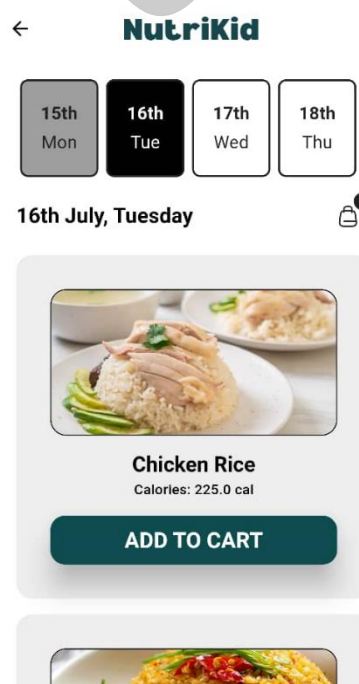 NutriKid
15th 16th 17th 18th
Mon Tue Wed Thu
16th July, Tuesday
Chicken Rice
Calories: 225.0 cal
ADD TO CART